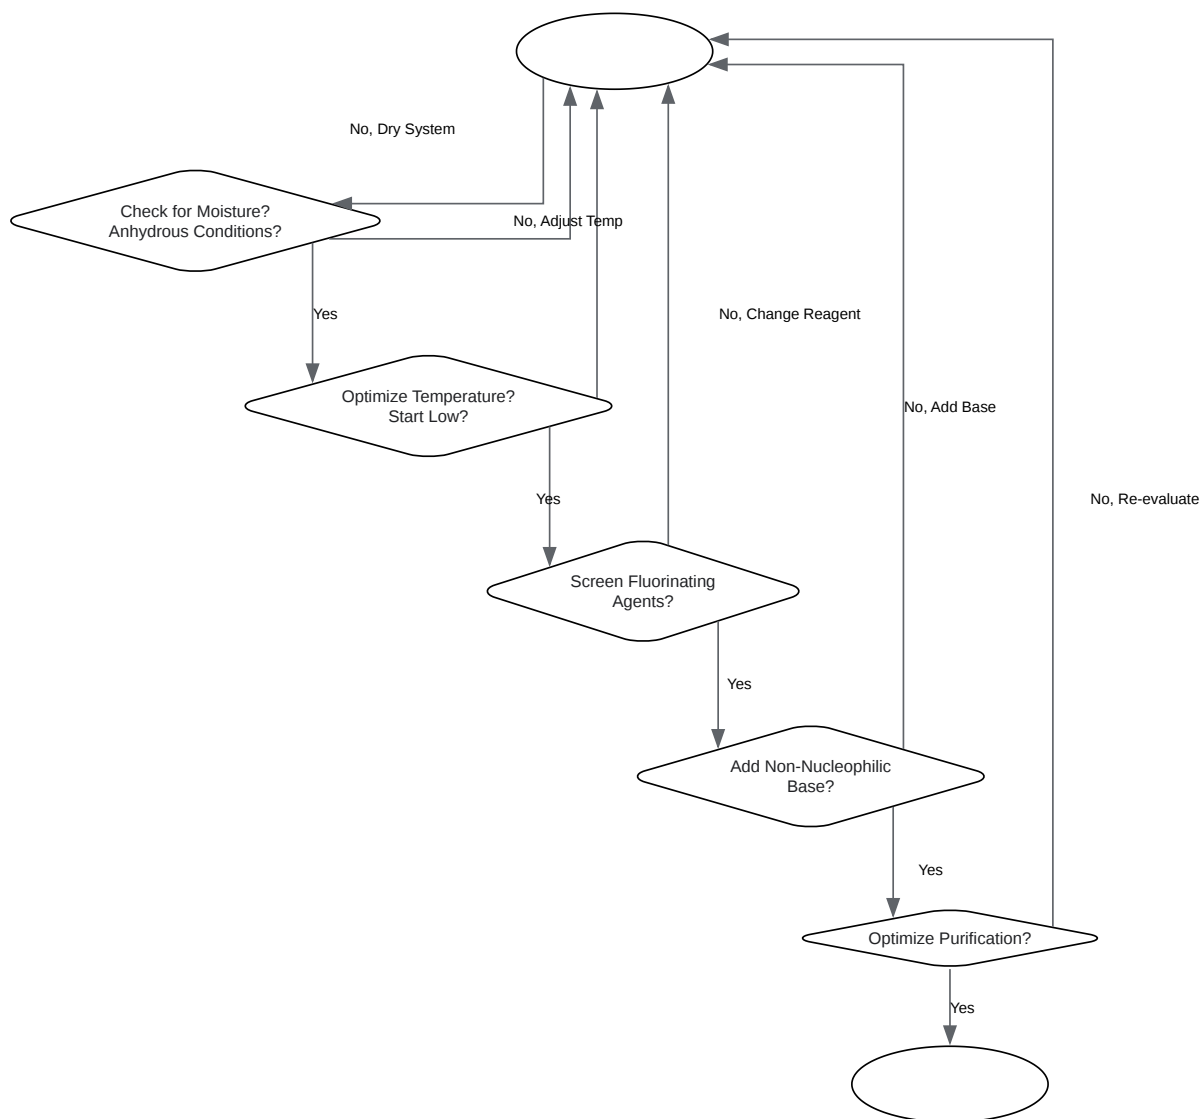 No, Dry System
Check for Moisture?
Anhydrous Conditions?
No, Adjust Temp
Yes
No, Change Reagent
Optimize Temperature?
Start Low?
No, Add Base
Yes
No, Re-evaluate
Screen Fluorinating
Agents?
Yes
Add Non-Nucleophilic
Base?
Yes
Optimize Purification?
Yes